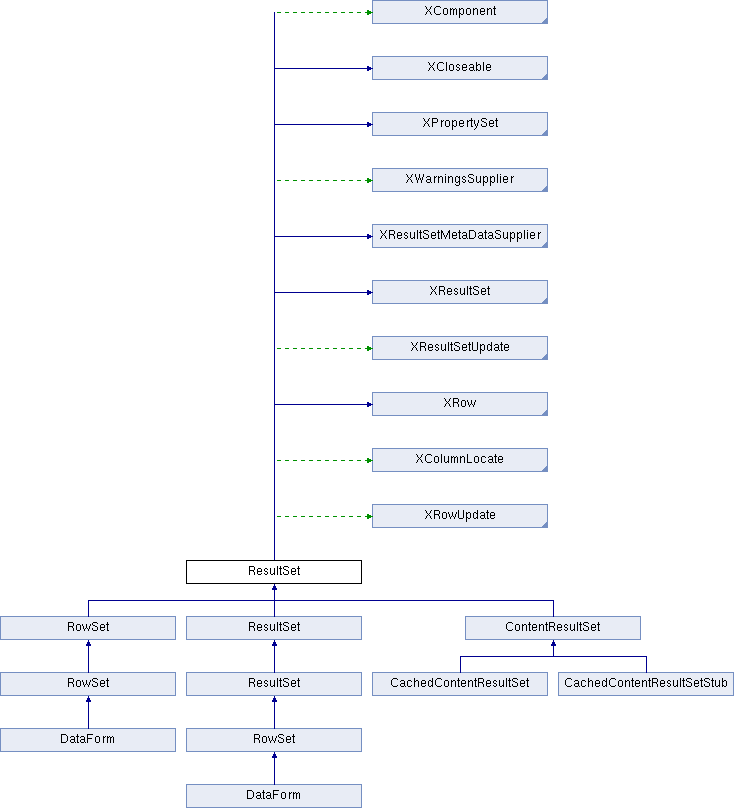 XComponent
XCloseable
XPropertySet
XWarningsSupplier
XResultSetMetaDataSupplier
XResultSet
XResultSetUpdate
XRow
XColumnLocate
XRowUpdate
ResultSet
RowSet
ResultSet
ContentResultSet
RowSet
ResultSet
CachedContentResultSet
CachedContentResultSetStub
DataForm
RowSet
DataForm